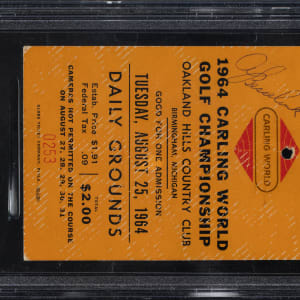 1964 CARLING WORLD
GOLF CHAMPIONSHIP
OAKLAND HILLS COUNTRY CLUB
BIRMINGHAM, MICHIGAN
GOOD FOR ONE ADMISSION
TUESDAY, AUGUST 25, 1964
DAILY GROUNDS
Estab. Price $1.91
Federal Tax .09
$2.00
CAMERAS NOT PERMITTED ON THE COURSE
ON AUGUST 27, 28, 29, 30, 31
0253
CARLING WORLD